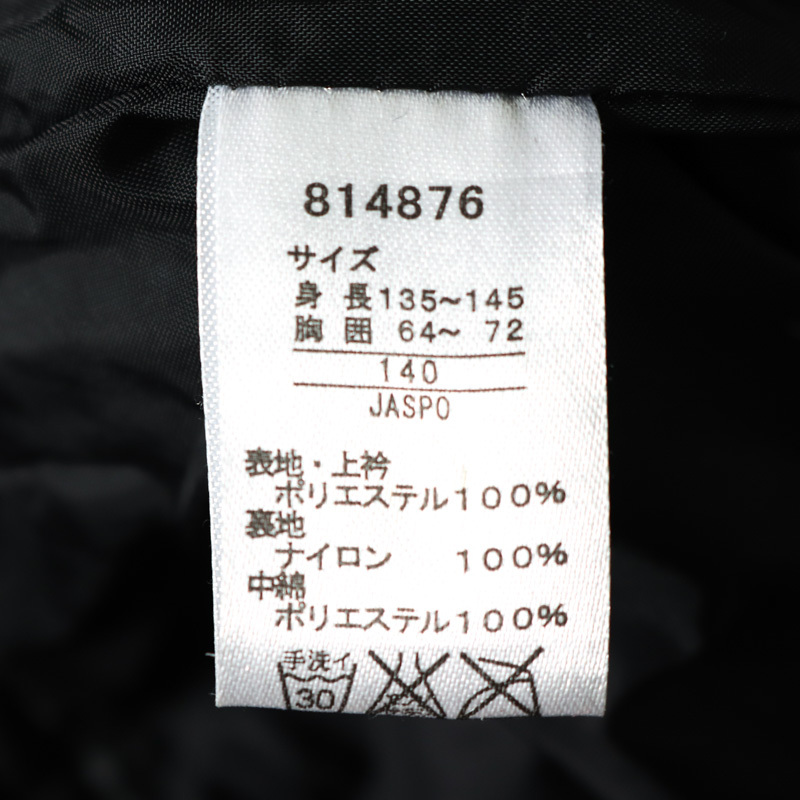 814876
サイズ
身長135～145
胸囲 64～ 72
140
JASPO
表地・上衿
ポリエステル100%
裏地
ナイロン 100%
中綿
ポリエステル100%
手洗イ
30